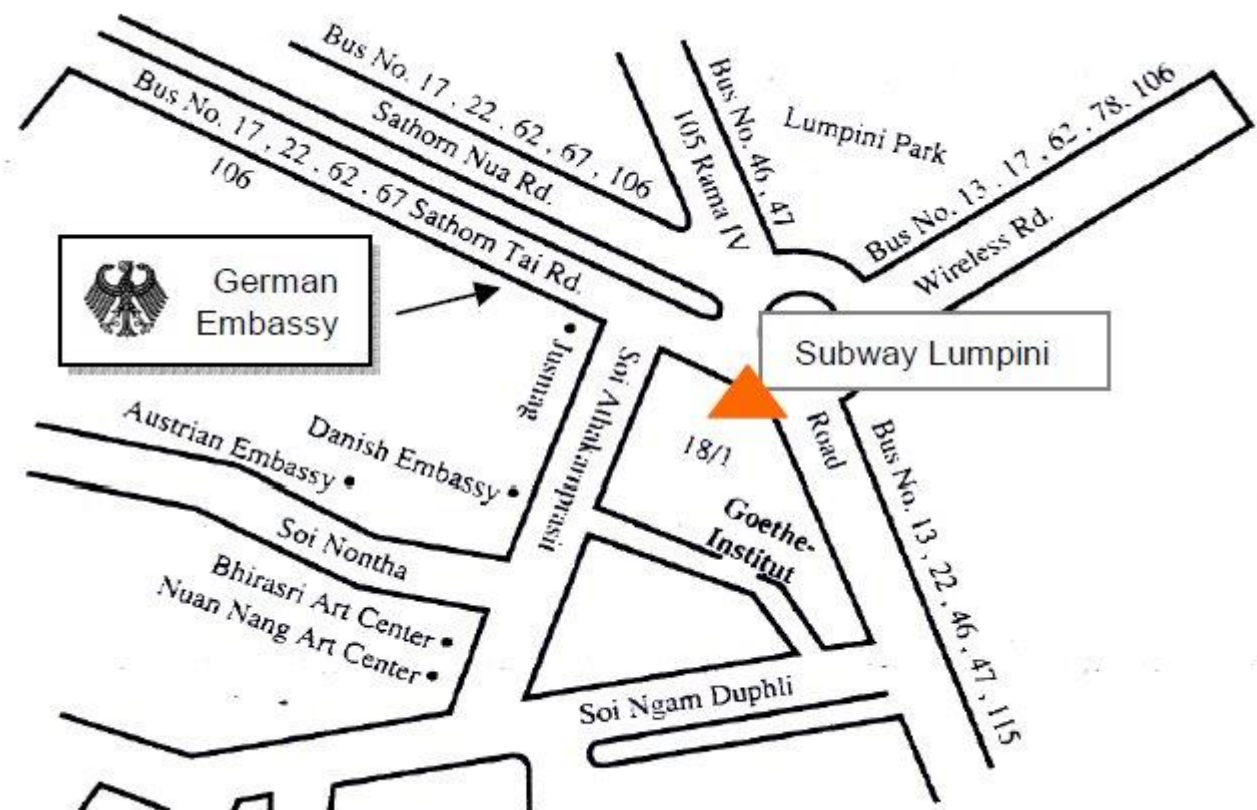 Bus No. 17 . 22 . 62 . 67 , 106
Sathorn Nua Rd.
Bus No. 17 , 22 . 62 . 67 Sathorn Tai Rd.
106
Bus No. 46 , 47
105 Rama IV
Lumpini Park
Bus No. 13 . 17 , 62 , 78. 106
Wireless Rd.
German
Embassy
Subway Lumpini
Jusmag
Soi Athakarnprasit
18/1
Road
Austrian Embassy
Danish Embassy
Goethe-
Institut
Bus No. 13 , 22 , 46 , 47 , 115
Soi Nontha
Bhirasri Art Center
Nuan Nang Art Center
Soi Ngam Duphli